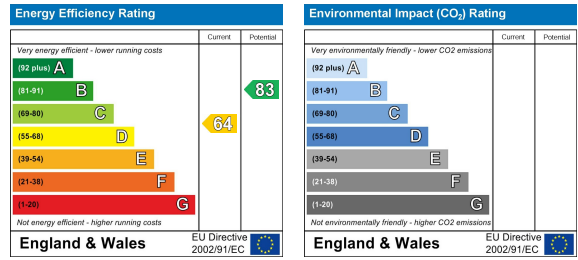 Energy Efficiency Rating
Current Potential
Very energy efficient - lower running costs
(92 plus) A
(81-91) B
(69-80) C
(55-68) D
(39-54) E
(21-38) F
(1-20) G
64
83
Not energy efficient - higher running costs
England & Wales
EU Directive
2002/91/EC
Environmental Impact (CO₂) Rating
Current Potential
Very environmentally friendly - lower CO2 emissions
(92 plus) A
(81-91) B
(69-80) C
(55-68) D
(39-54) E
(21-38) F
(1-20) G
Not environmentally friendly - higher CO2 emissions
England & Wales
EU Directive
2002/91/EC